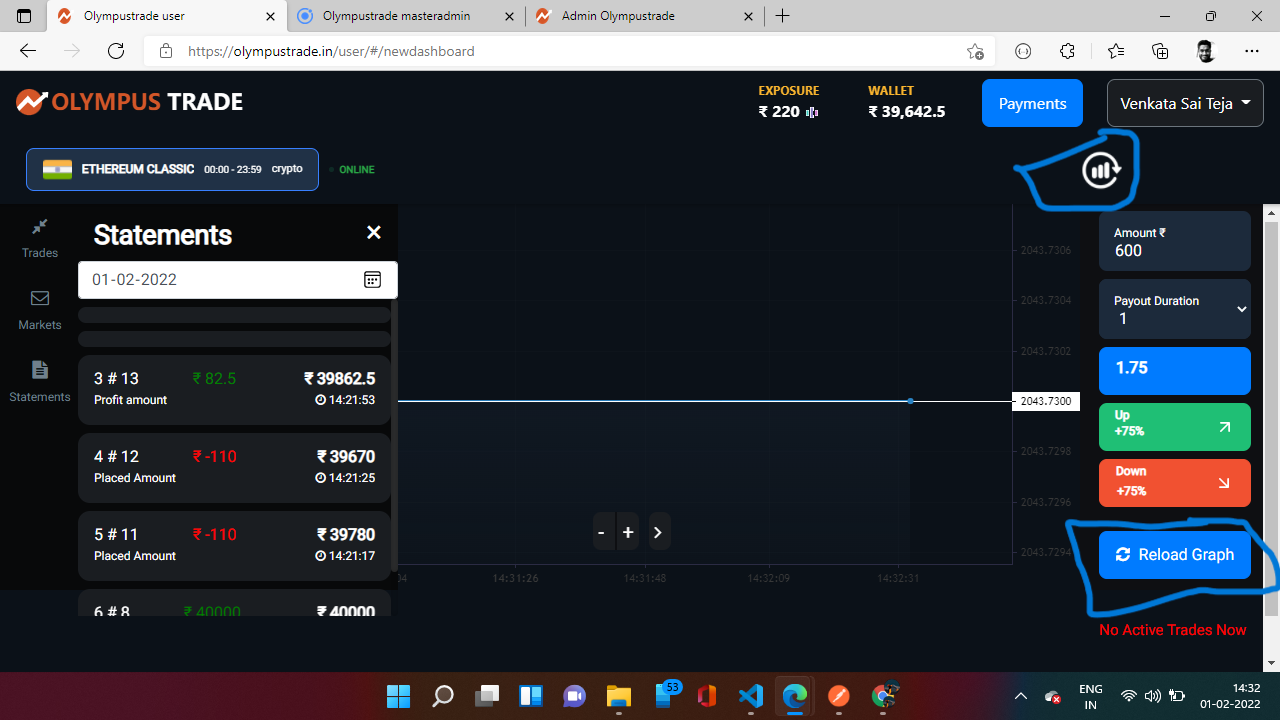 Olympustrade user
Olympustrade masteradmin
Admin Olympustrade
https://olympustrade.in/user/#/newdashboard
OLYMPUS TRADE
EXPOSURE
₹ 220
WALLET
₹ 39,642.5
Payments
Venkata Sai Teja
ETHEREUM CLASSIC 00:00 - 23:59 crypto
ONLINE
Trades
Markets
Statements
Statements
×
01-02-2022
3 # 13 ₹ 82.5 ₹ 39862.5
Profit amount 14:21:53
4 # 12 ₹ -110 ₹ 39670
Placed Amount 14:21:25
5 # 11 ₹ -110 ₹ 39780
Placed Amount 14:21:17
6 # 8 ₹ 40000 ₹ 40000
2043.7306
2043.7304
2043.7302
2043.7300
2043.7298
2043.7296
2043.7294
- + >
:04 14:31:26 14:31:48 14:32:09 14:32:31
Amount ₹
600
Payout Duration
1
1.75
Up
+75%
Down
+75%
Reload Graph
No Active Trades Now
53
ENG
IN
14:32
01-02-2022